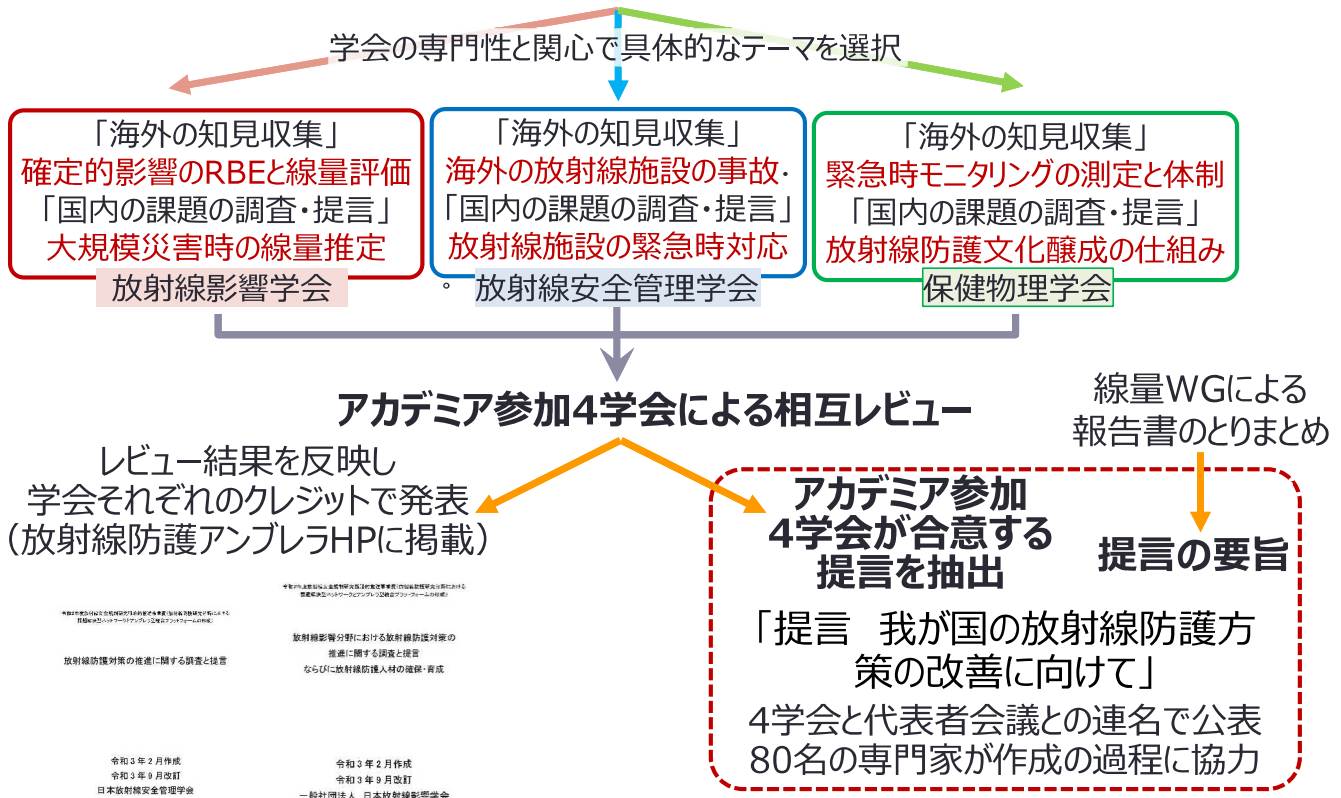 学会の専門性と関心で具体的なテーマを選択
「海外の知見収集」
確定的影響のRBEと線量評価
「国内の課題の調査・提言」
大規模災害時の線量推定
放射線影響学会
「海外の知見収集」
海外の放射線施設の事故．
「国内の課題の調査・提言」
放射線施設の緊急時対応
。
放射線安全管理学会
「海外の知見収集」
緊急時モニタリングの測定と体制
「国内の課題の調査・提言」
放射線防護文化醸成の仕組み
保健物理学会
アカデミア参加4学会による相互レビュー
線量WGによる
報告書のとりまとめ
レビュー結果を反映し
学会それぞれのクレジットで発表
（放射線防護アンブレラHPに掲載）
アカデミア参加
4学会が合意する
提言を抽出
提言の要旨
「提言　我が国の放射線防護方
策の改善に向けて」
4学会と代表者会議との連名で公表
80名の専門家が作成の過程に協力
放射線防護対策の推進に関する調査と提言
令和3年2月作成
令和3年9月改訂
日本放射線安全管理学会
放射線影響分野における放射線防護対策の
推進に関する調査と提言
ならびに放射線防護人材の確保・育成
令和3年2月作成
令和3年9月改訂
一般社団法人 日本放射線影響学会